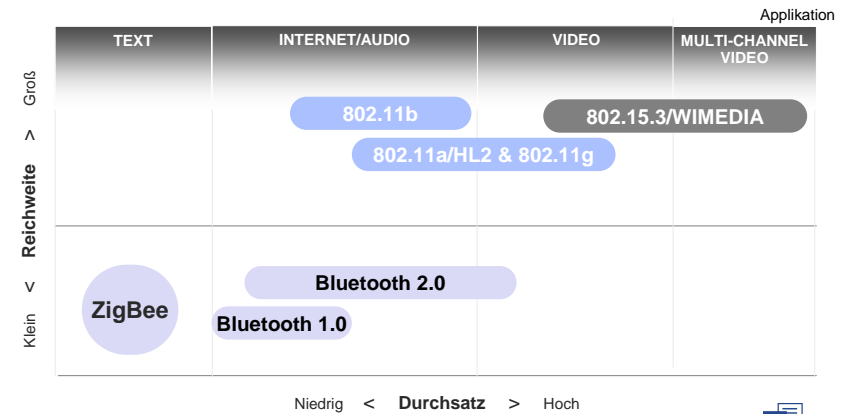 Applikation
TEXT
INTERNET/AUDIO
VIDEO
MULTI-CHANNEL
VIDEO
Klein < Reichweite > Groß
802.11b
802.15.3/WIMEDIA
802.11a/HL2 & 802.11g
Bluetooth 2.0
ZigBee
Bluetooth 1.0
Niedrig < Durchsatz > Hoch